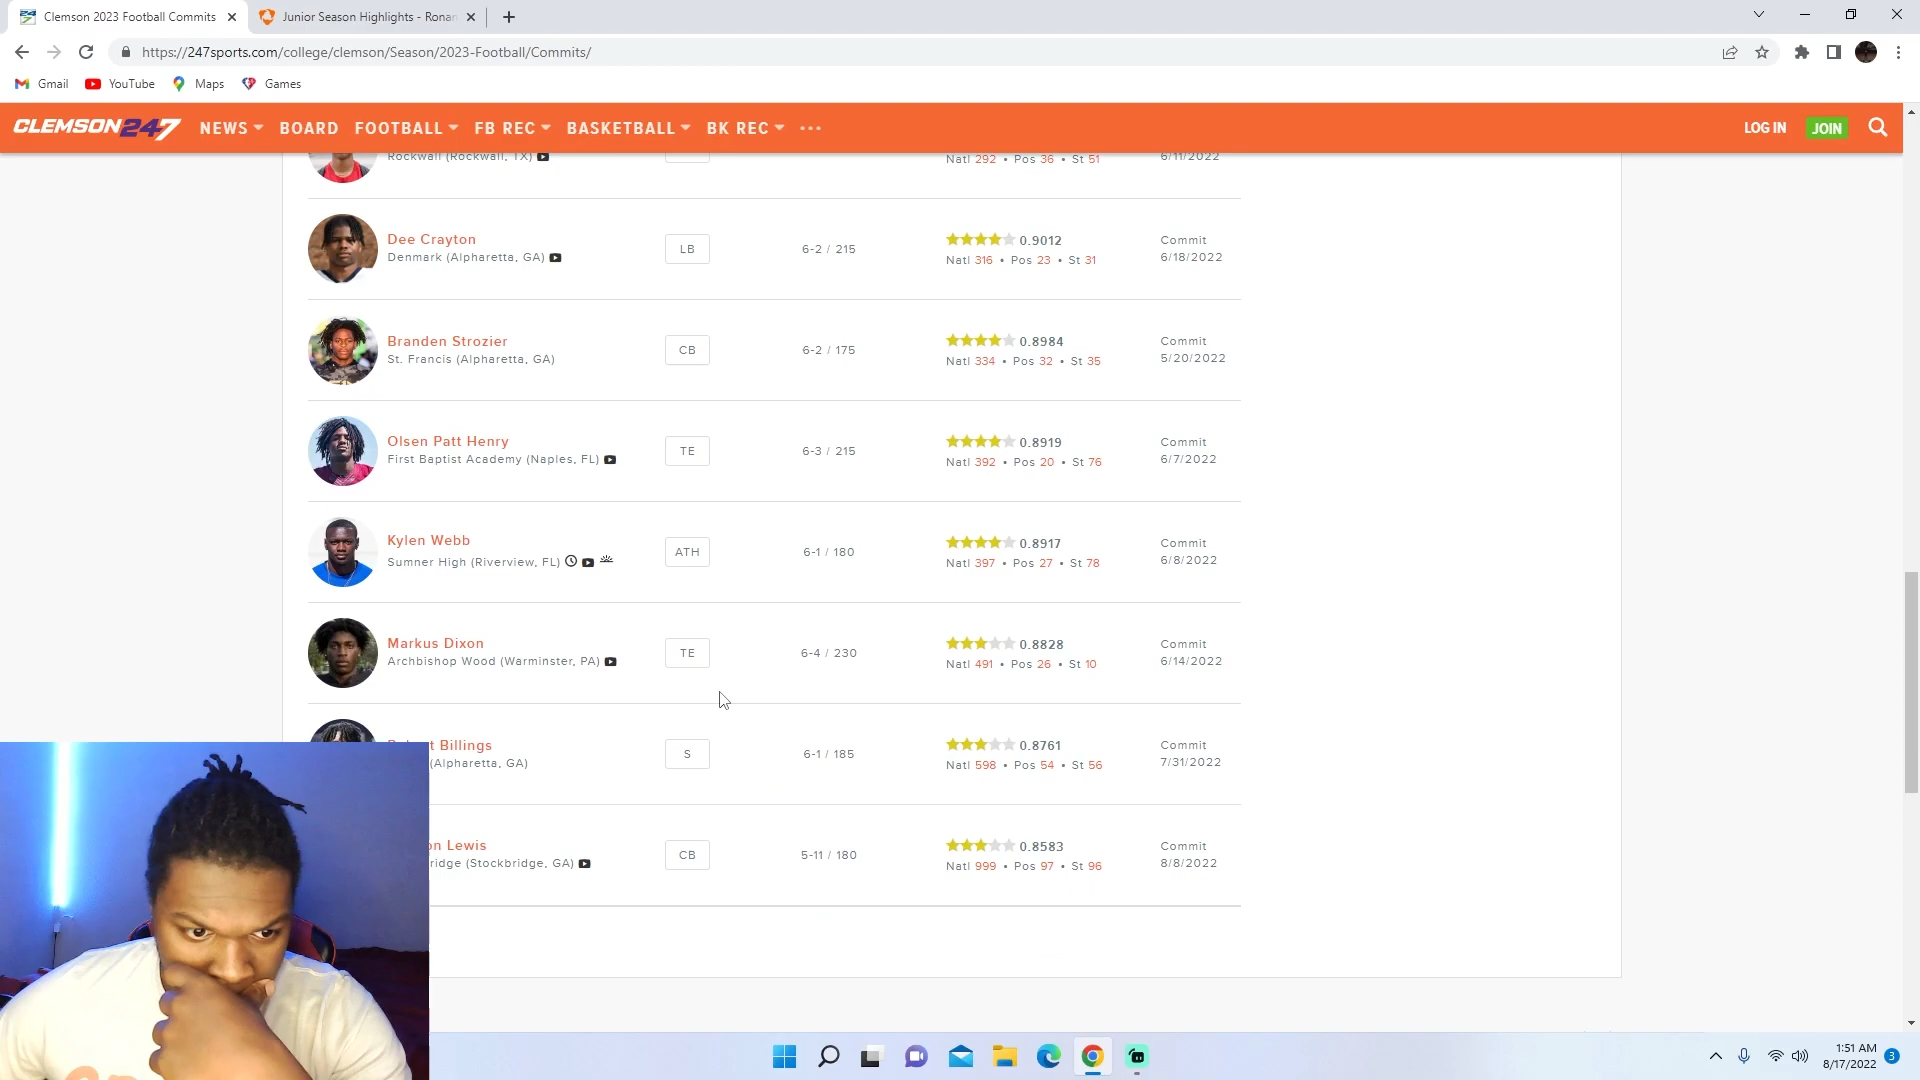 Clemson 2023 Football Commits
Junior Season Highlights - Ronan
https://247sports.com/college/clemson/Season/2023-Football/Commits/
Gmail YouTube Maps Games
CLEMSON247 NEWS BOARD FOOTBALL FB REC BASKETBALL BK REC LOG IN JOIN
Rockwall (Rockwall, TX) Natl 292 • Pos 36 • St 51 6/11/2022
Dee Crayton
Denmark (Alpharetta, GA)
LB
6-2 / 215
0.9012
Natl 316 • Pos 23 • St 31
Commit
6/18/2022
Branden Strozier
St. Francis (Alpharetta, GA)
CB
6-2 / 175
0.8984
Natl 334 • Pos 32 • St 35
Commit
5/20/2022
Olsen Patt Henry
First Baptist Academy (Naples, FL)
TE
6-3 / 215
0.8919
Natl 392 • Pos 20 • St 76
Commit
6/7/2022
Kylen Webb
Sumner High (Riverview, FL)
ATH
6-1 / 180
0.8917
Natl 397 • Pos 27 • St 78
Commit
6/8/2022
Markus Dixon
Archbishop Wood (Warminster, PA)
TE
6-4 / 230
0.8828
Natl 491 • Pos 26 • St 10
Commit
6/14/2022
t Billings
(Alpharetta, GA)
S
6-1 / 185
0.8761
Natl 598 • Pos 54 • St 56
Commit
7/31/2022
on Lewis
ridge (Stockbridge, GA)
CB
5-11 / 180
0.8583
Natl 999 • Pos 97 • St 96
Commit
8/8/2022
1:51 AM
8/17/2022
3